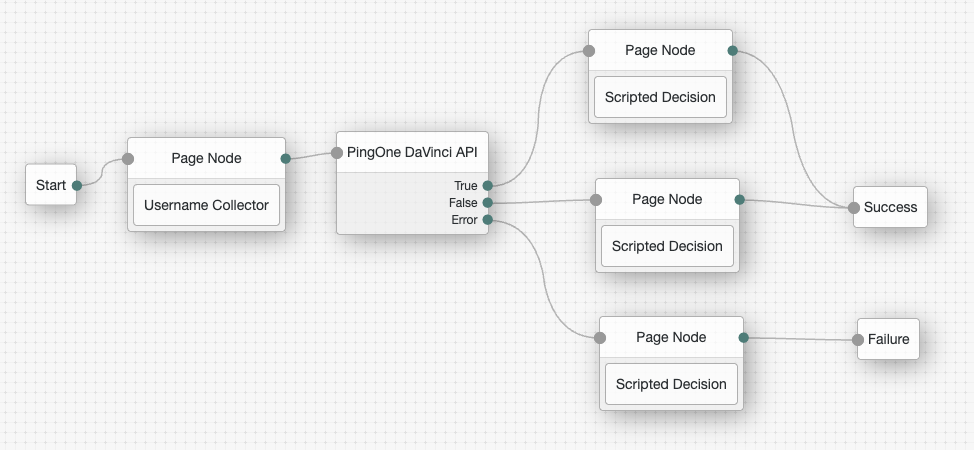 Start
Page Node
Username Collector
PingOne DaVinci API
True
False
Error
Page Node
Scripted Decision
Page Node
Scripted Decision
Page Node
Scripted Decision
Success
Failure